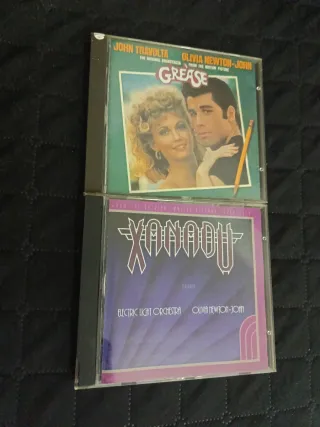 JOHN TRAVOLTA OLIVIA NEWTON-JOHN
THE ORIGINAL SOUNDTRACK FROM THE MOTION PICTURE
GREASE
XANADU
ELECTRIC LIGHT ORCHESTRA OLIVIA NEWTON-JOHN